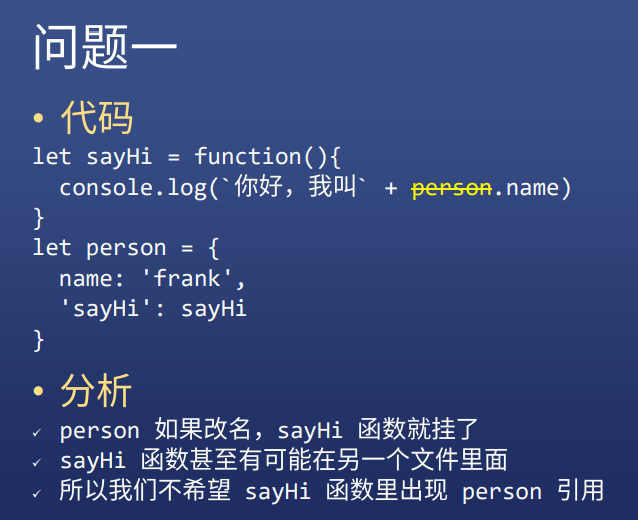 问题一
• 代码
let sayHi = function(){
  console.log(`你好，我叫` + person.name)
}
let person = {
  name: 'frank',
  'sayHi': sayHi
}
• 分析
✓ person 如果改名，sayHi 函数就挂了
✓ sayHi 函数甚至有可能在另一个文件里面
✓ 所以我们不希望 sayHi 函数里出现 person 引用